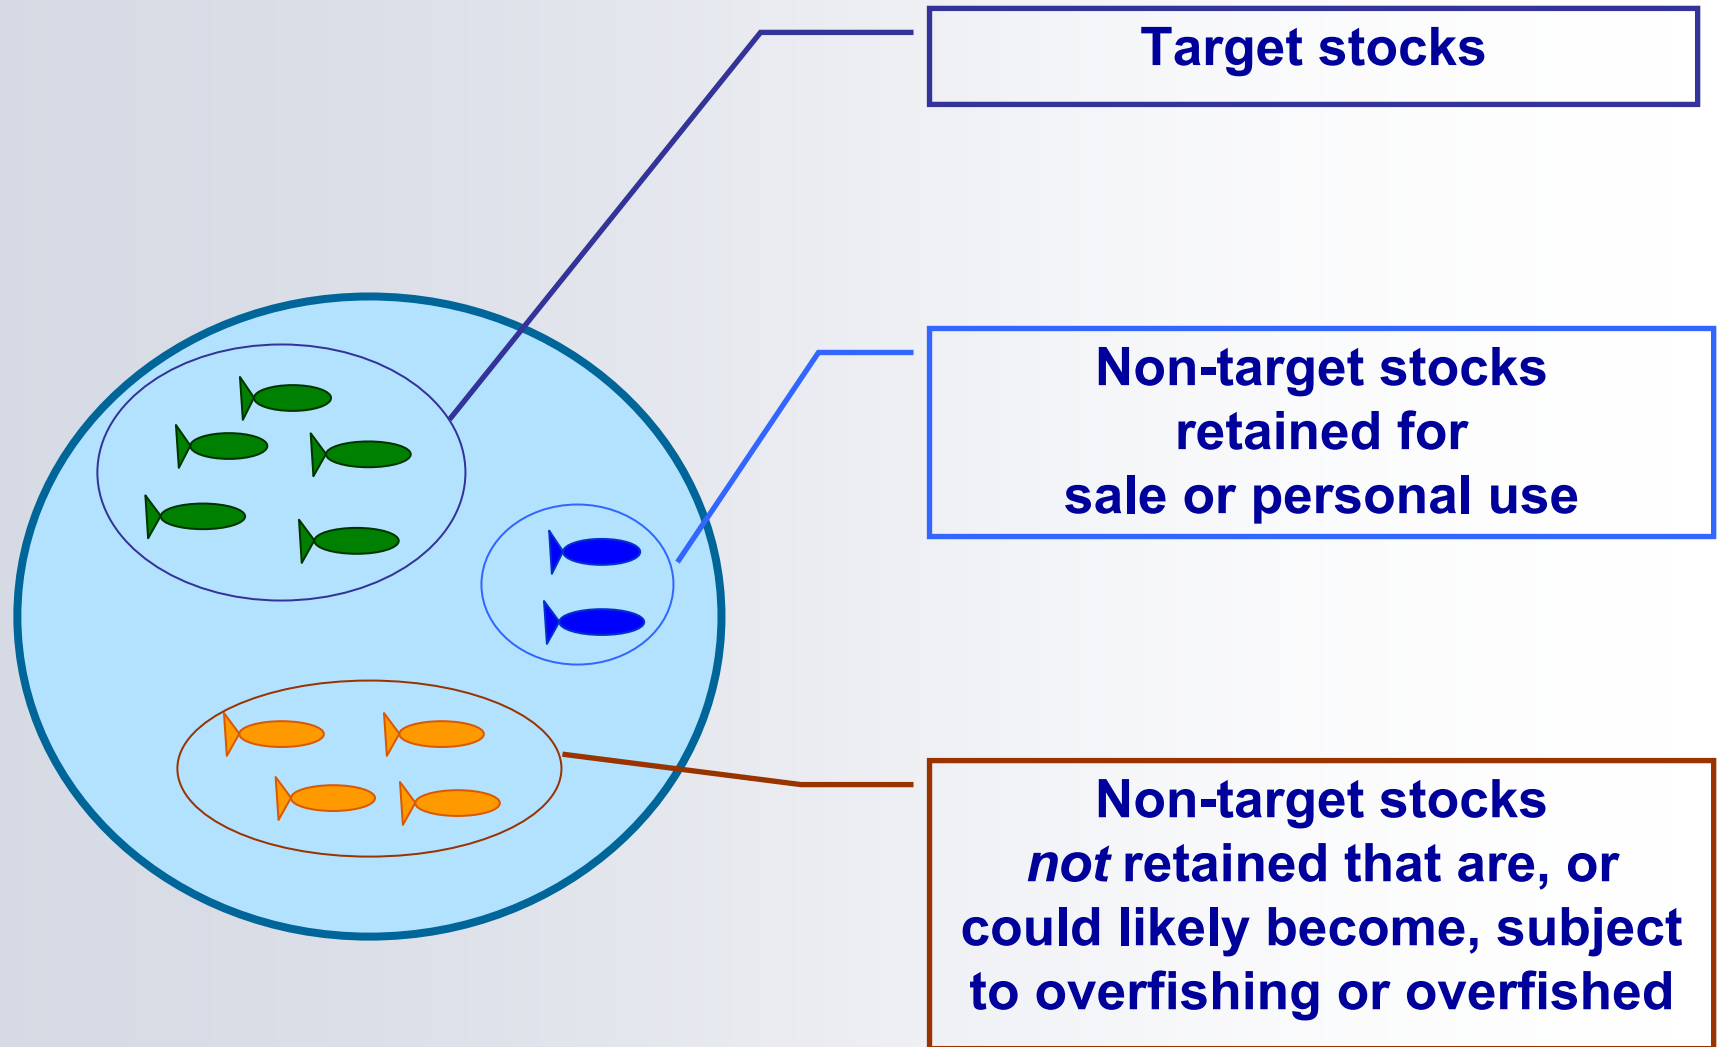 Target stocks
Non-target stocks
retained for
sale or personal use
Non-target stocks
not retained that are, or
could likely become, subject
to overfishing or overfished